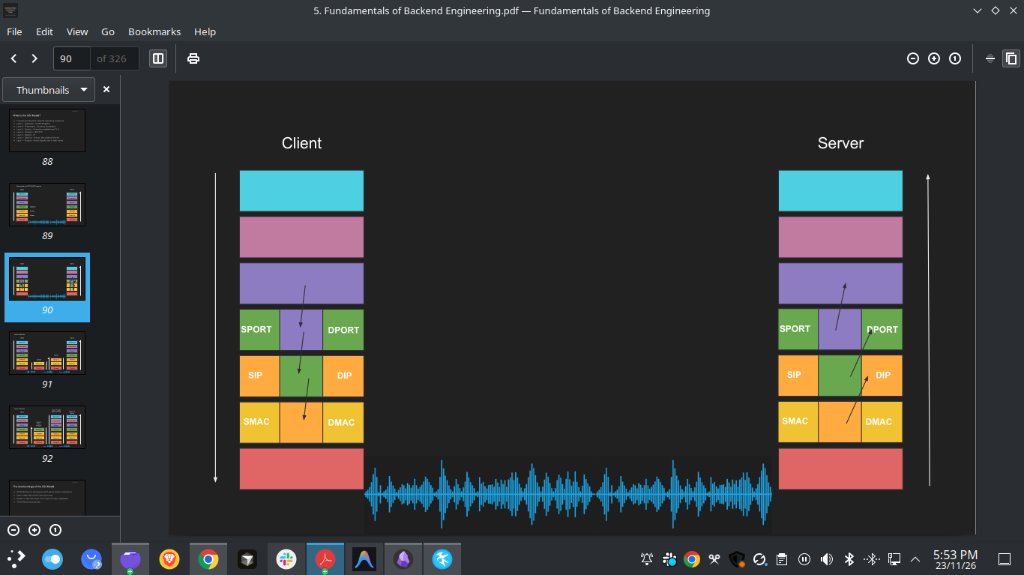 5. Fundamentals of Backend Engineering.pdf — Fundamentals of Backend Engineering
File Edit View Go Bookmarks Help
90 of 326
Thumbnails
88
89
90
91
92
Client Server
SPORT DPORT SPORT DPORT
SIP DIP SIP DIP
SMAC DMAC SMAC DMAC
5:53 PM
23/11/26